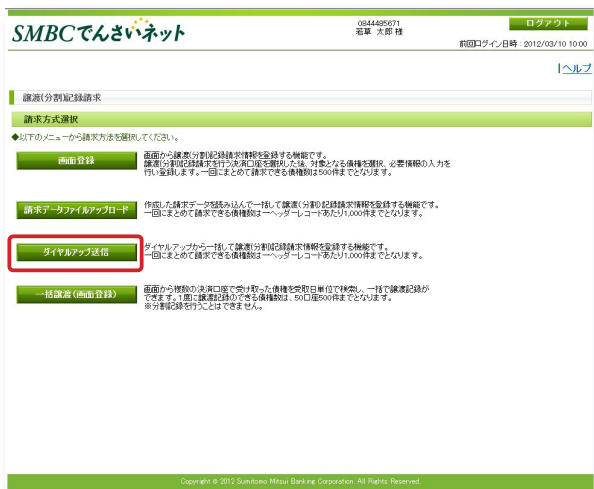 SMBCでんさいネット
0844485671
若草 太郎 様
ログアウト
前回ログイン日時：2012/03/10 10:00
ヘルプ
譲渡(分割)記録請求
請求方式選択
◆以下のメニューから請求方法を選択してください。
画面登録
画面から譲渡(分割)記録請求情報を登録する機能です。
譲渡(分割)記録請求を行う決済口座を選択した後、対象となる債権を選択、必要情報の入力を
行い登録します。一回にまとめて請求できる債権数は500件までとなります。
請求データファイルアップロード
作成した請求データを読み込んで一括して譲渡(分割)記録請求情報を登録する機能です。
一回にまとめて請求できる債権数は一ヘッダーレコードあたり1,000件までとなります。
ダイヤルアップ送信
ダイヤルアップから一括して譲渡(分割)記録請求情報を登録する機能です。
一回にまとめて請求できる債権数は一ヘッダーレコードあたり1,000件までとなります。
一括譲渡(画面登録)
画面から複数の決済口座で受け取った債権を受取日単位で検索し、一括で譲渡記録が
できます。1度に譲渡記録のできる債権数は、50口座500件までとなります。
※分割記録を行うことはできません。
Copyright © 2012 Sumitomo Mitsui Banking Corporation. All Rights Reserved.